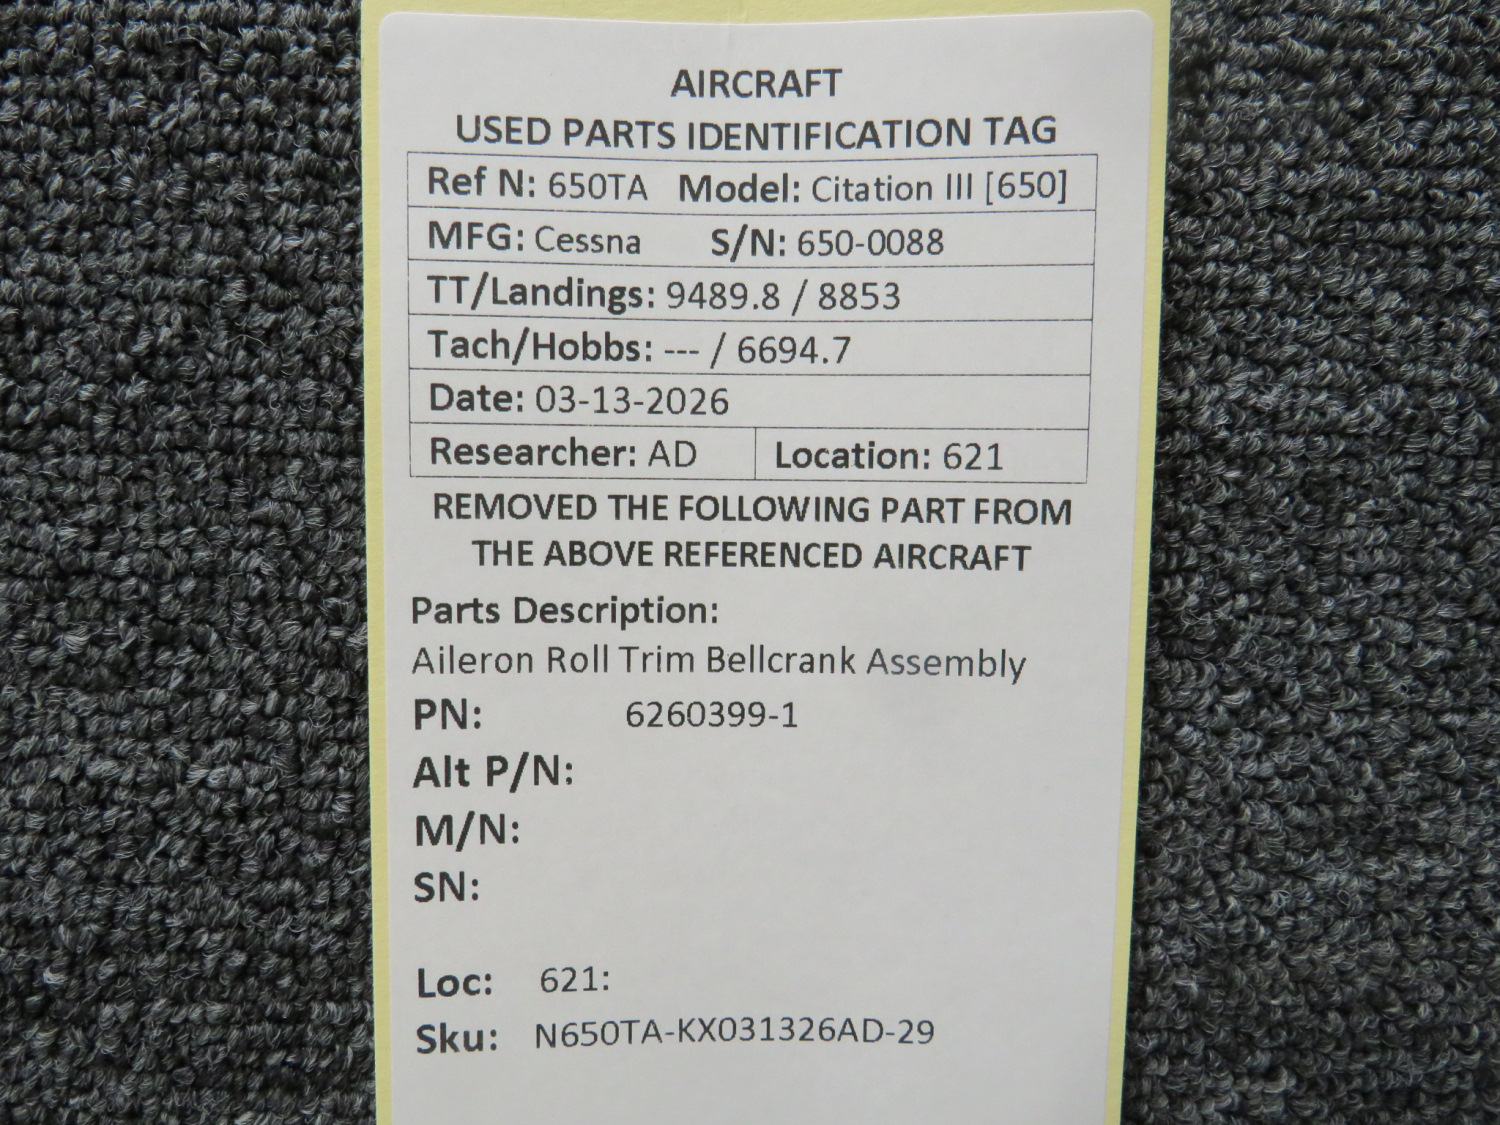 AIRCRAFT
USED PARTS IDENTIFICATION TAG
Ref N: 650TA Model: Citation III [650]
MFG: Cessna S/N: 650-0088
TT/Landings: 9489.8 / 8853
Tach/Hobbs: --- / 6694.7
Date: 03-13-2026
Researcher: AD Location: 621
REMOVED THE FOLLOWING PART FROM
THE ABOVE REFERENCED AIRCRAFT
Parts Description:
Aileron Roll Trim Bellcrank Assembly
PN: 6260399-1
Alt P/N:
M/N:
SN:
Loc: 621:
Sku: N650TA-KX031326AD-29